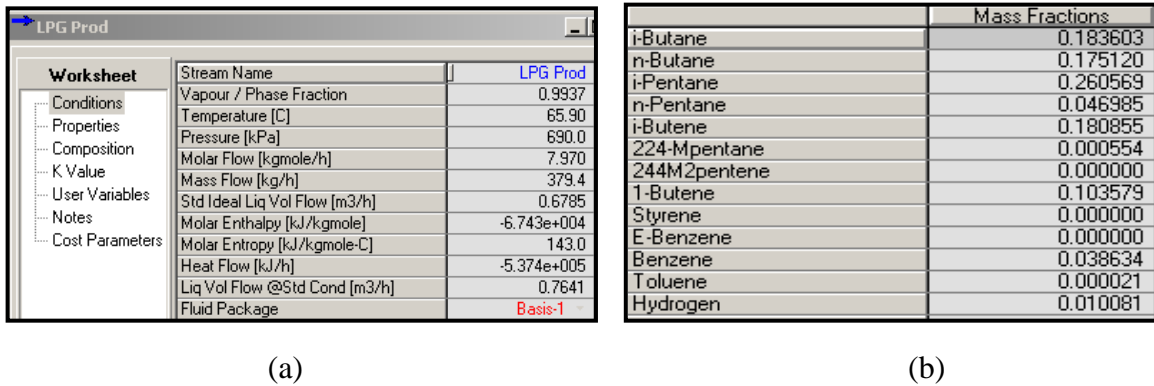 LPG Prod
Worksheet
Conditions
Properties
Composition
K Value
User Variables
Notes
Cost Parameters
Stream Name LPG Prod
Vapour / Phase Fraction 0.9937
Temperature [C] 65.90
Pressure [kPa] 690.0
Molar Flow [kgmole/h] 7.970
Mass Flow [kg/h] 379.4
Std Ideal Liq Vol Flow [m3/h] 0.6785
Molar Enthalpy [kJ/kgmole] -6.743e+004
Molar Entropy [kJ/kgmole-C] 143.0
Heat Flow [kJ/h] -5.374e+005
Liq Vol Flow @Std Cond [m3/h] 0.7641
Fluid Package Basis-1
Mass Fractions
i-Butane 0.183603
n-Butane 0.175120
i-Pentane 0.260569
n-Pentane 0.046985
i-Butene 0.180855
224-Mpentane 0.000554
244M2pentene 0.000000
1-Butene 0.103579
Styrene 0.000000
E-Benzene 0.000000
Benzene 0.038634
Toluene 0.000021
Hydrogen 0.010081
(a)
(b)